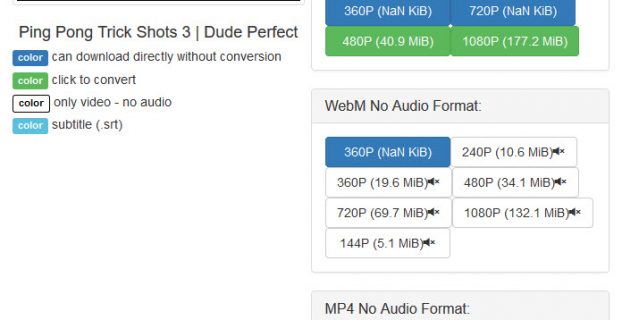 Ping Pong Trick Shots 3 | Dude Perfect
color can download directly without conversion
color click to convert
color only video - no audio
color subtitle (.srt)
360P (NaN KiB) 720P (NaN KiB)
480P (40.9 MiB) 1080P (177.2 MiB)
WebM No Audio Format:
360P (NaN KiB) 240P (10.6 MiB)
360P (19.6 MiB) 480P (34.1 MiB)
720P (69.7 MiB) 1080P (132.1 MiB)
144P (5.1 MiB)
MP4 No Audio Format: